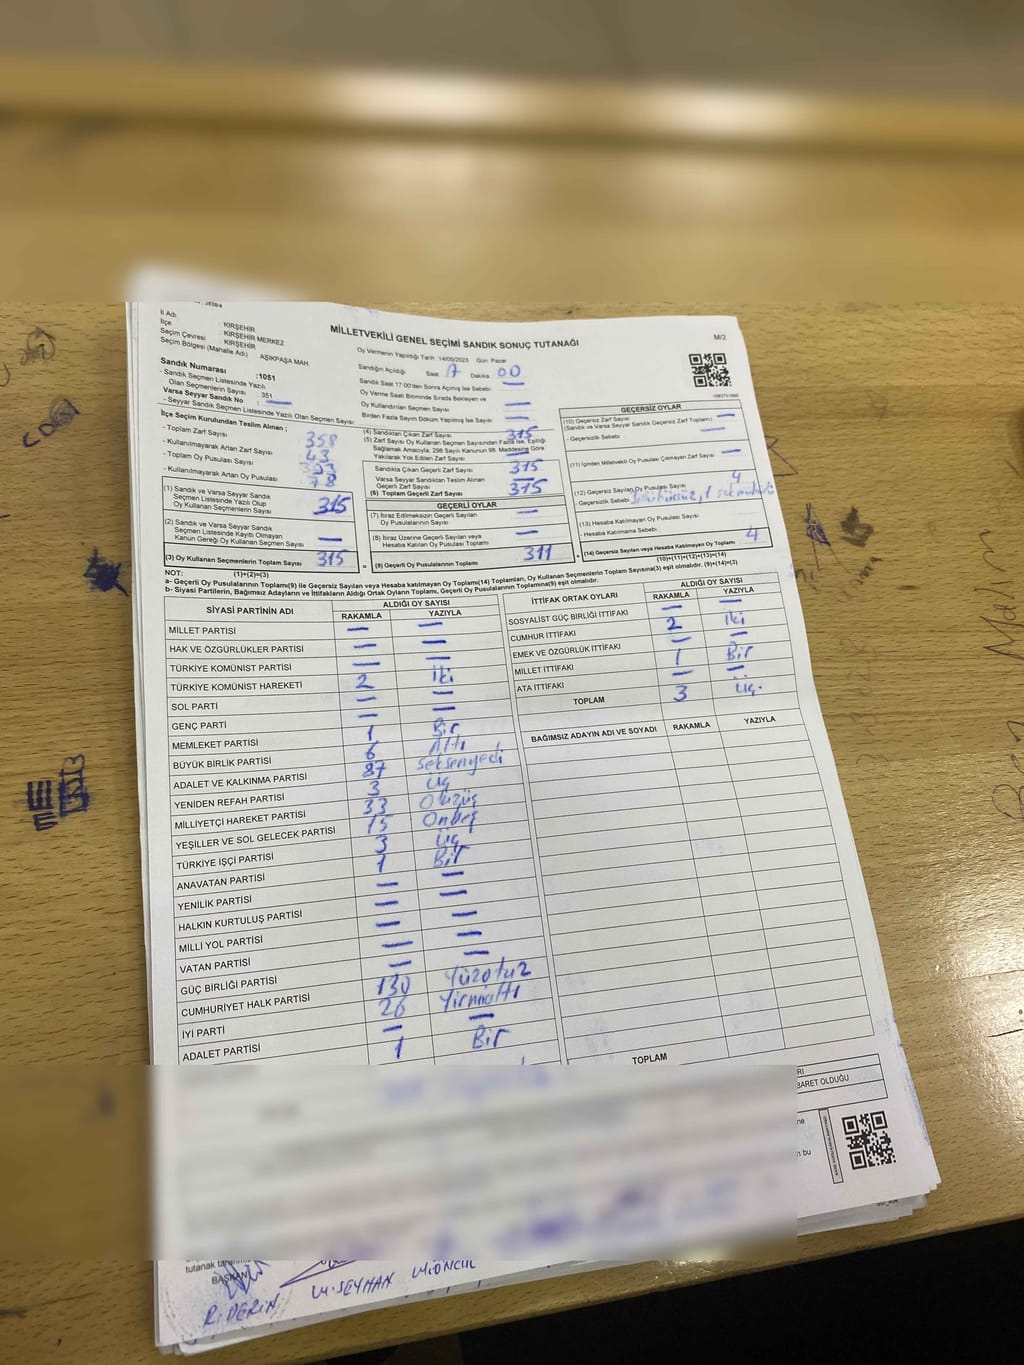 İl Adı : KIRŞEHİR
İlçe : KIRŞEHİR MERKEZ
Seçim Çevresi : KIRŞEHİR
Seçim Bölgesi (Mahalle Adı) AŞIKPAŞA MAH
MİLLETVEKİLİ GENEL SEÇİMİ SANDIK SONUÇ TUTANAĞI
M/2
Sandık Numarası :1051
- Sandık Seçmen Listesinde Yazılı
Olan Seçmenlerin Sayısı 351
Varsa Seyyar Sandık No : —
- Seyyar Sandık Seçmen Listesinde Yazılı Olan Seçmen Sayısı:
Oy Vermenin Yapıldığı Tarih :14/05/2023 Gün Pazar
Sandığın Açıldığı Saat 17 Dakika 00
Sandık Saat 17:00'den Sonra Açılmış İse Sebebi —
Oy Verme Saati Bitiminde Sırada Bekleyen ve
Oy Kullandırılan Seçmen Sayısı —
Birden Fazla Sayım Döküm Yapılmış İse Sayısı —
İlçe Seçim Kurulundan Teslim Alınan ;
- Toplam Zarf Sayısı 358
- Kullanılmayarak Artan Zarf Sayısı 43
- Toplam Oy Pusulası Sayısı
- Kullanılmayarak Artan Oy Pusulası 78
(1) Sandık ve Varsa Seyyar Sandık
Seçmen Listesinde Yazılı Olup
Oy Kullanan Seçmenlerin Sayısı 315
(2) Sandık ve Varsa Seyyar Sandık
Seçmen Listesinde Kayıtlı Olmayan
Kanun Gereği Oy Kullanan Seçmen Sayısı —
(3) Oy Kullanan Seçmenlerin Toplam Sayısı 315
(1)+(2)=(3)
(4) Sandıktan Çıkan Zarf Sayısı 315
(5) Zarf Sayısı Oy Kullanan Seçmen Sayısından Fazla İse, Eşitliği
Sağlamak Amacıyla, 298 Sayılı Kanunun 98. Maddesine Göre
Yakılarak Yok Edilen Zarf Sayısı —
Sandıkta Çıkan Geçerli Zarf Sayısı 315
Varsa Seyyar Sandıktan Teslim Alınan
Geçerli Zarf Sayısı —
(6) Toplam Geçerli Zarf Sayısı 315
GEÇERLİ OYLAR
(7) İtiraz Edilmeksizin Geçerli Sayılan
Oy Pusulalarının Sayısı —
(8) İtiraz Üzerine Geçerli Sayılan veya
Hesaba Katılan Oy Pusulası Toplamı —
(9) Geçerli Oy Pusulalarının Toplamı 311
GEÇERSİZ OYLAR
(10) Geçersiz Zarf Sayısı
(Sandık ve Varsa Seyyar Sandık Geçersiz Zarf Toplamı) —
- Geçersizlik Sebebi —
(11) İçinden Milletvekili Oy Pusulası Çıkmayan Zarf Sayısı —
(12) Geçersiz Sayılan Oy Pusulası Sayısı 4
- Geçersizlik Sebebi
(13) Hesaba Katılmayan Oy Pusulası Sayısı
- Hesaba Katılmama Sebebi
(14) Geçersiz Sayılan veya Hesaba Katılmayan Oy Toplamı 4
(10)+(11)+(12)+(13)=(14)
NOT:
a- Geçerli Oy Pusulalarının Toplamı(9) ile Geçersiz Sayılan veya Hesaba katılmayan Oy Toplamı(14) Toplamları, Oy Kullanan Seçmenlerin Toplam Sayısına(3) eşit olmalıdır. (9)+(14)=(3)
b- Siyasi Partilerin, Bağımsız Adayların ve İttifakların Aldığı Ortak Oyların Toplamı, Geçerli Oy Pusulalarının Toplamına(9) eşit olmalıdır.
SİYASİ PARTİNİN ADI ALDIĞI OY SAYISI
RAKAMLA YAZIYLA
MİLLET PARTİSİ — —
HAK VE ÖZGÜRLÜKLER PARTİSİ — —
TÜRKİYE KOMÜNİST PARTİSİ — —
TÜRKİYE KOMÜNİST HAREKETİ 2 İki
SOL PARTİ — —
GENÇ PARTİ — —
MEMLEKET PARTİSİ 1 Bir
BÜYÜK BİRLİK PARTİSİ 6 Altı
ADALET VE KALKINMA PARTİSİ 87 Seksenyedi
YENİDEN REFAH PARTİSİ 3 Üç
MİLLİYETÇİ HAREKET PARTİSİ 33 Otuzüç
YEŞİLLER VE SOL GELECEK PARTİSİ 15 Onbeş
TÜRKİYE İŞÇİ PARTİSİ 3 Üç
ANAVATAN PARTİSİ 1 Bir
YENİLİK PARTİSİ — —
HALKIN KURTULUŞ PARTİSİ — —
MİLLİ YOL PARTİSİ — —
VATAN PARTİSİ — —
GÜÇ BİRLİĞİ PARTİSİ — —
CUMHURİYET HALK PARTİSİ 130 Yüzotuz
İYİ PARTİ 26 Yirmialtı
ADALET PARTİSİ — —
1 Bir
İTTİFAK ORTAK OYLARI ALDIĞI OY SAYISI
RAKAMLA YAZIYLA
SOSYALİST GÜÇ BİRLİĞİ İTTİFAKI — —
CUMHUR İTTİFAKI 2 İki
EMEK VE ÖZGÜRLÜK İTTİFAKI — —
MİLLET İTTİFAKI 1 Bir
ATA İTTİFAKI — —
TOPLAM 3 Üç.
BAĞIMSIZ ADAYIN ADI VE SOYADI RAKAMLA YAZIYLA
TOPLAM
BARET OLDUĞU
tutanak
BAŞKAN
R.DERİN M.SEYHAN M.ÖNCÜL